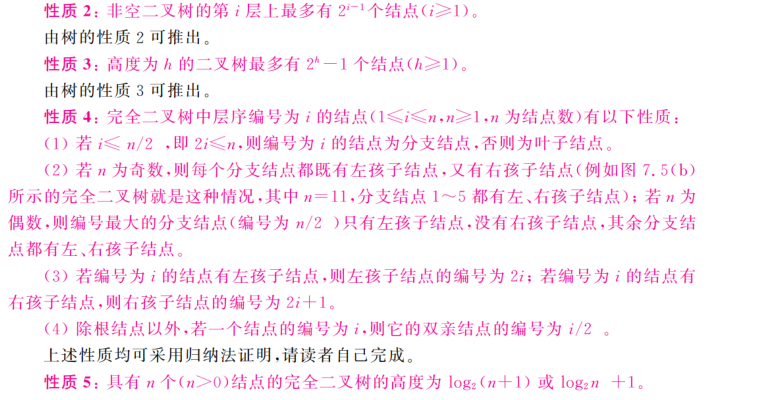 性质 2：非空二叉树的第 i 层上最多有 2^{i-1} 个结点(i≥1)。
由树的性质 2 可推出。
性质 3：高度为 h 的二叉树最多有 2^h-1 个结点(h≥1)。
由树的性质 3 可推出。
性质 4：完全二叉树中层序编号为 i 的结点(1≤i≤n,n≥1,n 为结点数)有以下性质：
(1) 若 i≤ n/2 ,即 2i≤n,则编号为 i 的结点为分支结点,否则为叶子结点。
(2) 若 n 为奇数,则每个分支结点都既有左孩子结点,又有右孩子结点(例如图 7.5(b)
所示的完全二叉树就是这种情况,其中 n=11,分支结点 1～5 都有左、右孩子结点)；若 n 为
偶数,则编号最大的分支结点(编号为 n/2 )只有左孩子结点,没有右孩子结点,其余分支结
点都有左、右孩子结点。
(3) 若编号为 i 的结点有左孩子结点,则左孩子结点的编号为 2i；若编号为 i 的结点有
右孩子结点,则右孩子结点的编号为 2i+1。
(4) 除根结点以外,若一个结点的编号为 i,则它的双亲结点的编号为 i/2 。
上述性质均可采用归纳法证明,请读者自己完成。
性质 5：具有 n 个(n>0)结点的完全二叉树的高度为 log₂(n+1) 或 log₂n +1。